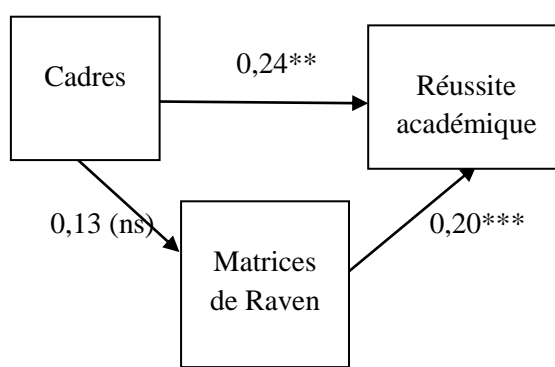 Cadres
0,24**
Réussite
académique
0,13 (ns)
0,20***
Matrices
de Raven